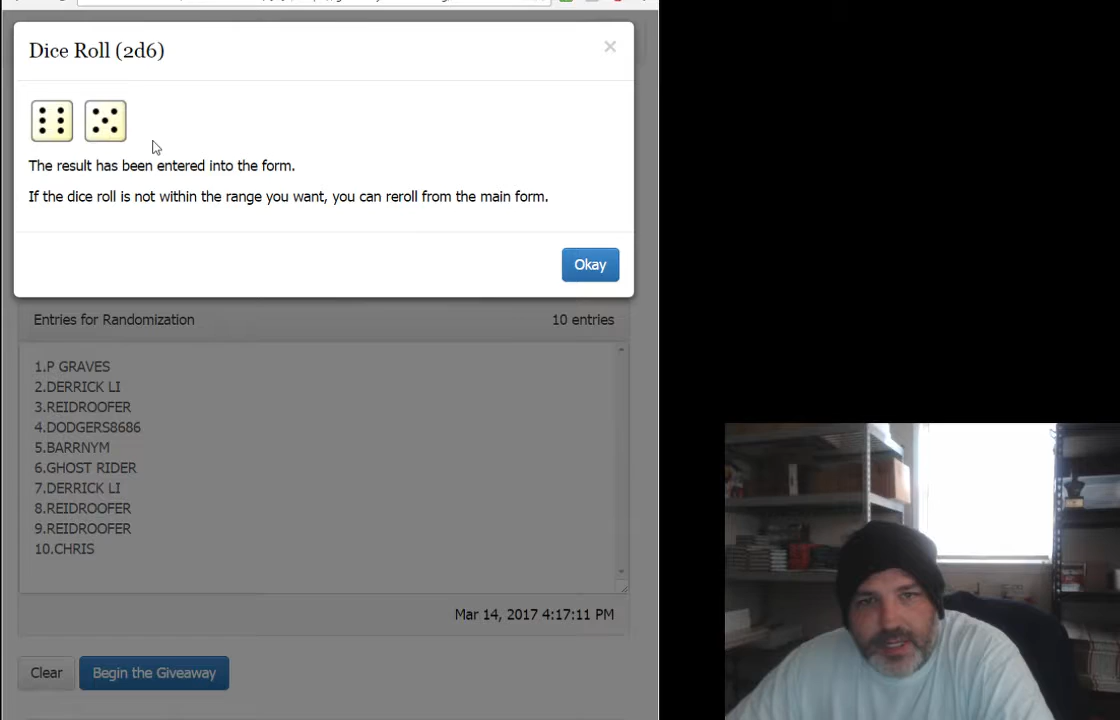 Dice Roll (2d6)
×
The result has been entered into the form.
If the dice roll is not within the range you want, you can reroll from the main form.
Okay
Entries for Randomization 10 entries
1.P GRAVES
2.DERRICK LI
3.REIDROOFER
4.DODGERS8686
5.BARRNYM
6.GHOST RIDER
7.DERRICK LI
8.REIDROOFER
9.REIDROOFER
10.CHRIS
Mar 14, 2017 4:17:11 PM
Clear Begin the Giveaway